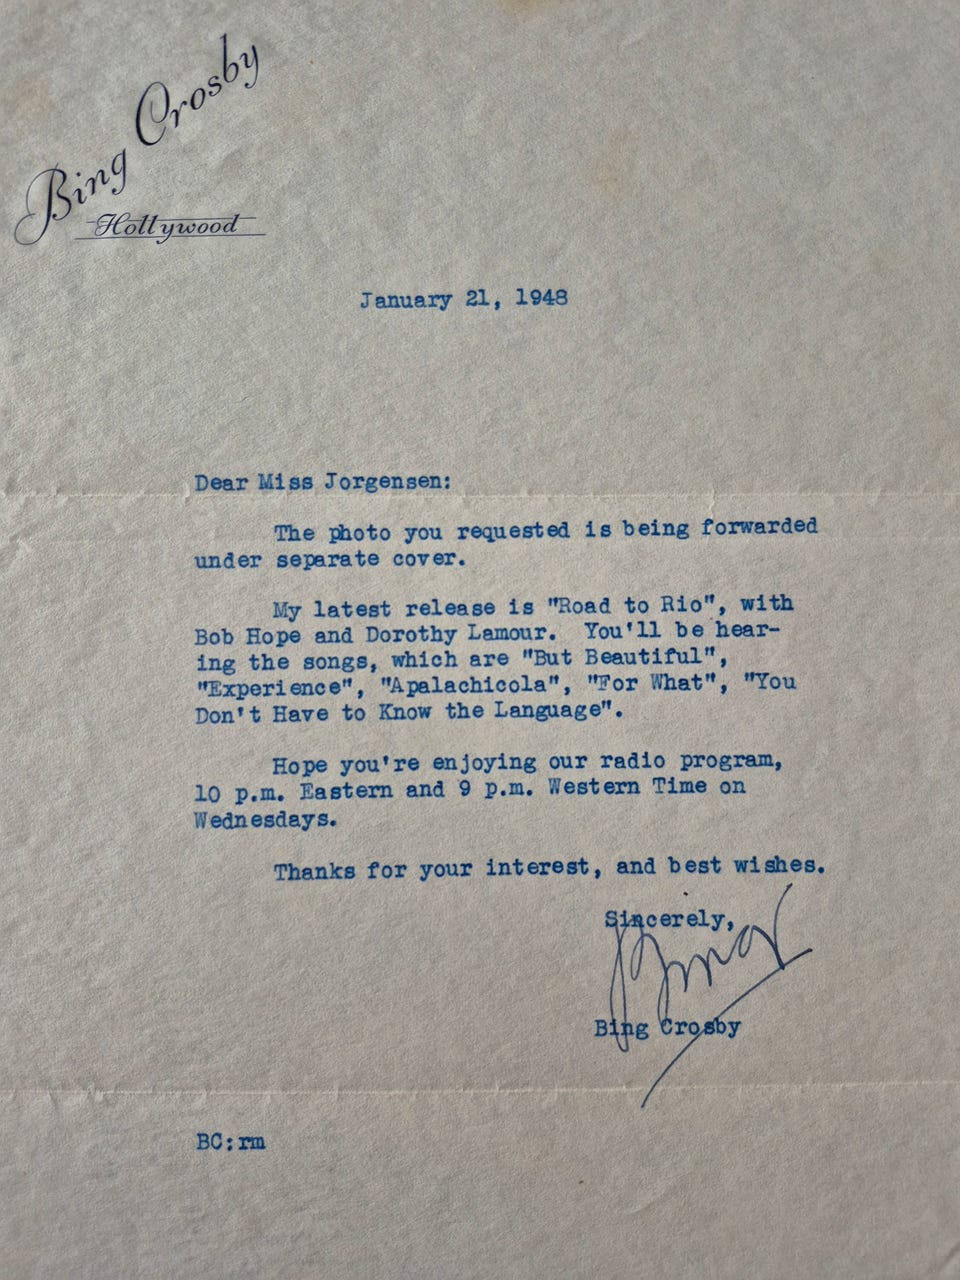 Bing Crosby
Hollywood
January 21, 1948
Dear Miss Jorgensen:
The photo you requested is being forwarded
under separate cover.
My latest release is "Road to Rio", with
Bob Hope and Dorothy Lamour. You'll be hear-
ing the songs, which are "But Beautiful",
"Experience", "Apalachicola", "For What", "You
Don't Have to Know the Language".
Hope you're enjoying our radio program,
10 p.m. Eastern and 9 p.m. Western Time on
Wednesdays.
Thanks for your interest, and best wishes.
Sincerely,
Bing
Bing Crosby
BC:rm